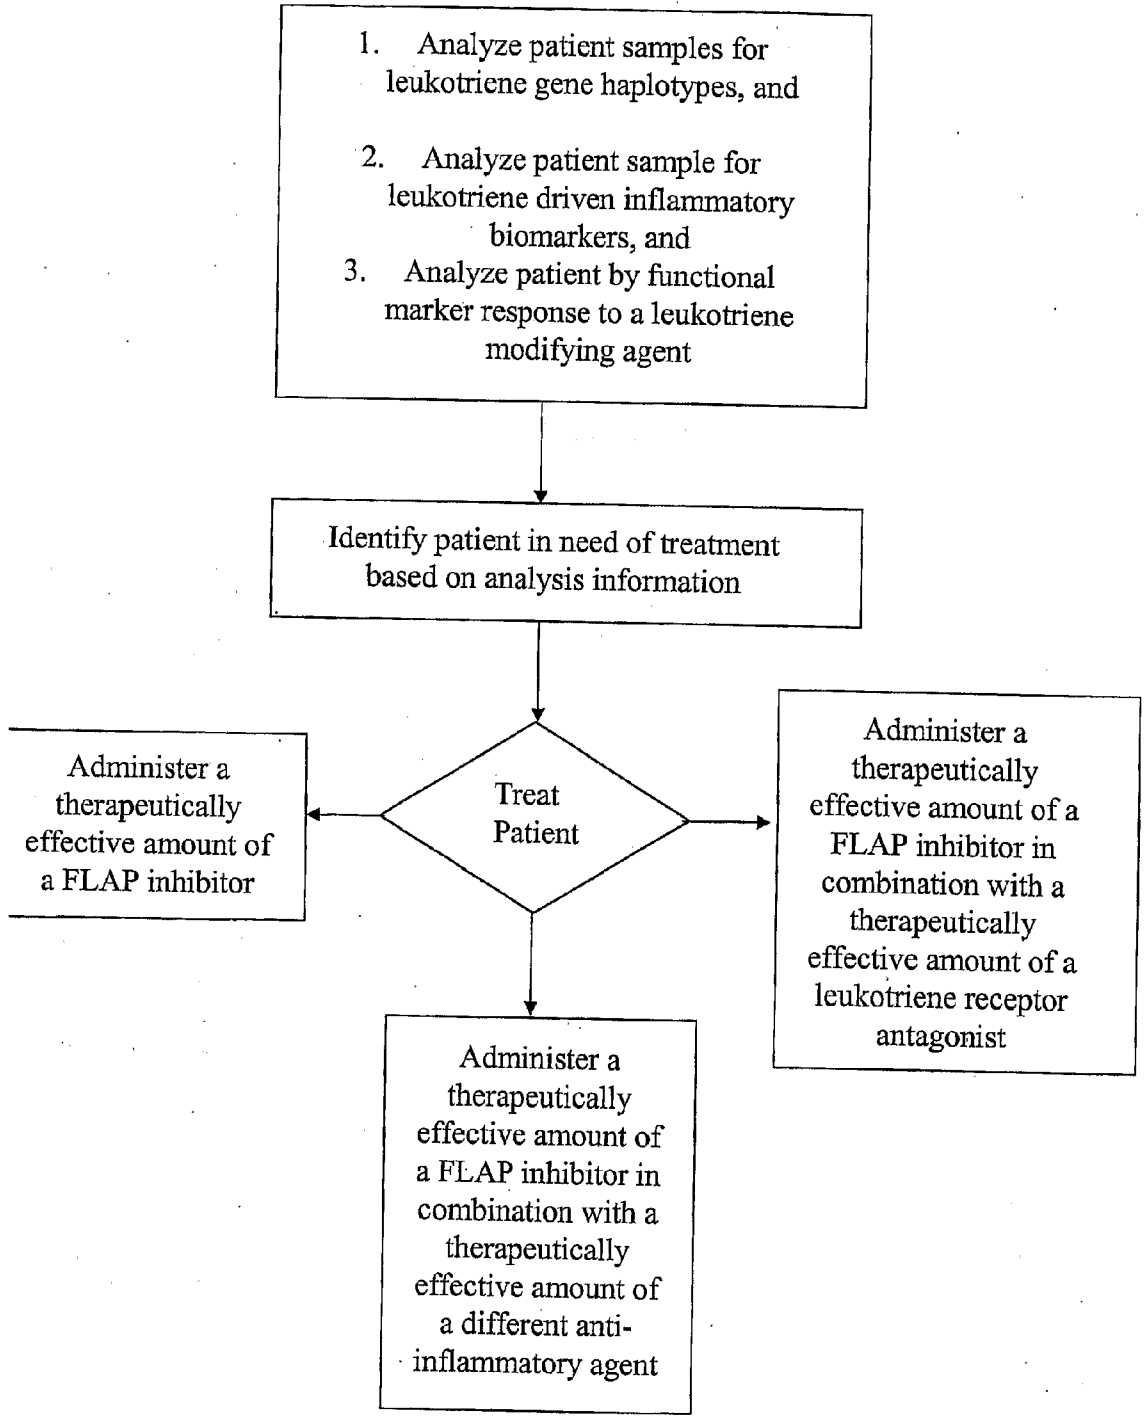 1. Analyze patient samples for
leukotriene gene haplotypes, and
2. Analyze patient sample for
leukotriene driven inflammatory
biomarkers, and
3. Analyze patient by functional
marker response to a leukotriene
modifying agent
Identify patient in need of treatment
based on analysis information
Treat
Patient
Administer a
therapeutically
effective amount of
a FLAP inhibitor
Administer a
therapeutically
effective amount of a
FLAP inhibitor in
combination with a
therapeutically
effective amount of a
leukotriene receptor
antagonist
Administer a
therapeutically
effective amount of
a FLAP inhibitor in
combination with a
therapeutically
effective amount of
a different anti-
inflammatory agent